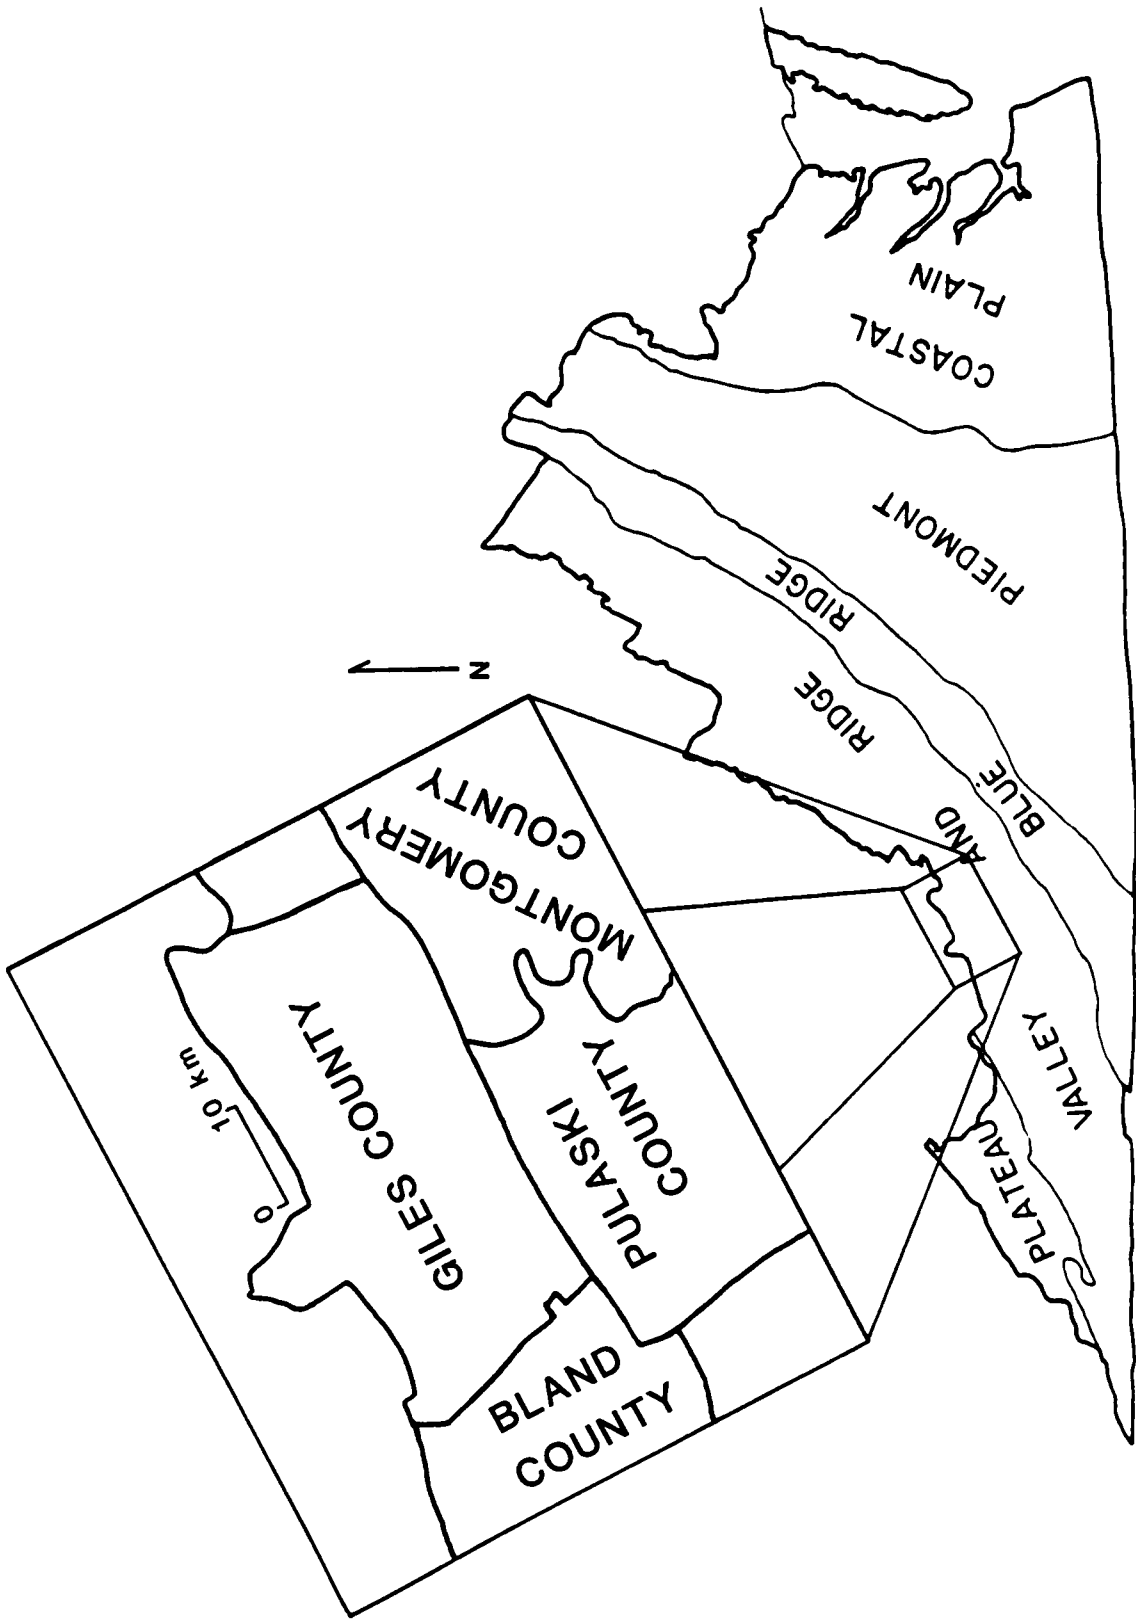 N
MONTGOMERY
COUNTY
GILES COUNTY
0 10 km
PULASKI
COUNTY
BLAND
COUNTY
PLATEAU
VALLEY
AND
RIDGE
BLUE
RIDGE
PIEDMONT
COASTAL
PLAIN